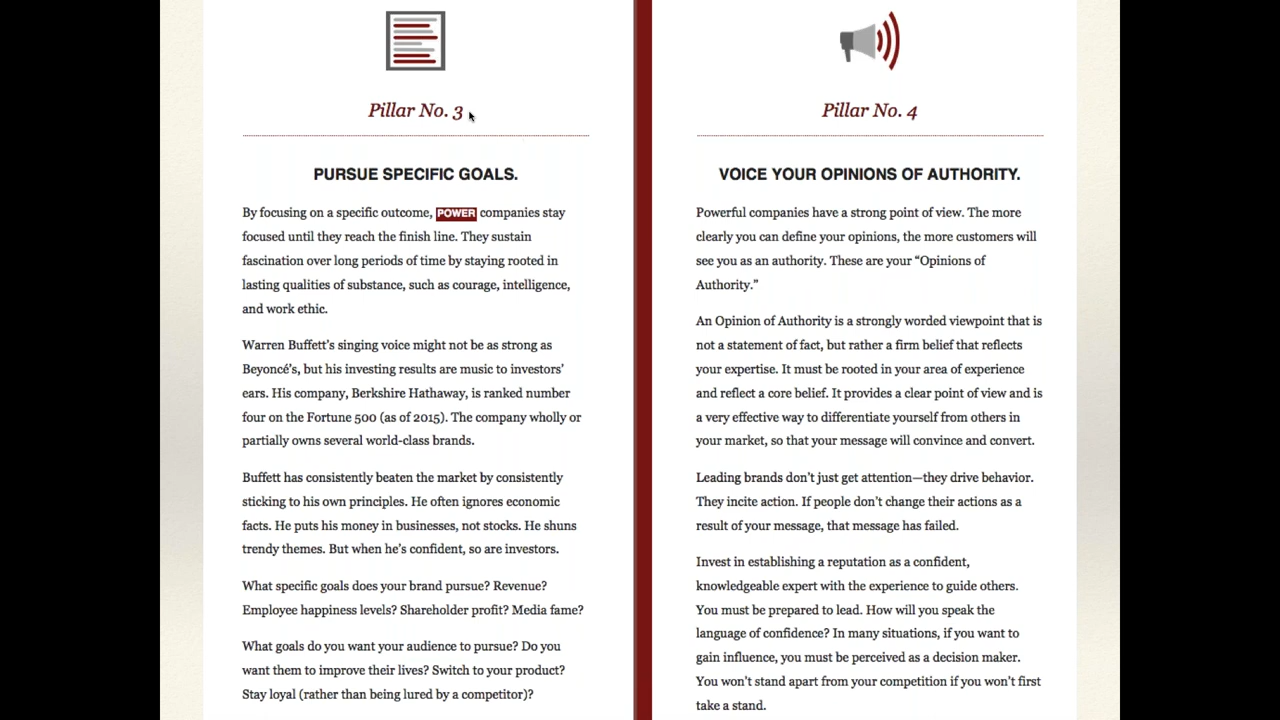 Pillar No. 3
PURSUE SPECIFIC GOALS.
By focusing on a specific outcome, POWER companies stay
focused until they reach the finish line. They sustain
fascination over long periods of time by staying rooted in
lasting qualities of substance, such as courage, intelligence,
and work ethic.
Warren Buffett’s singing voice might not be as strong as
Beyoncé’s, but his investing results are music to investors’
ears. His company, Berkshire Hathaway, is ranked number
four on the Fortune 500 (as of 2015). The company wholly or
partially owns several world-class brands.
Buffett has consistently beaten the market by consistently
sticking to his own principles. He often ignores economic
facts. He puts his money in businesses, not stocks. He shuns
trendy themes. But when he’s confident, so are investors.
What specific goals does your brand pursue? Revenue?
Employee happiness levels? Shareholder profit? Media fame?
What goals do you want your audience to pursue? Do you
want them to improve their lives? Switch to your product?
Stay loyal (rather than being lured by a competitor)?
Pillar No. 4
VOICE YOUR OPINIONS OF AUTHORITY.
Powerful companies have a strong point of view. The more
clearly you can define your opinions, the more customers will
see you as an authority. These are your “Opinions of
Authority.”
An Opinion of Authority is a strongly worded viewpoint that is
not a statement of fact, but rather a firm belief that reflects
your expertise. It must be rooted in your area of experience
and reflect a core belief. It provides a clear point of view and is
a very effective way to differentiate yourself from others in
your market, so that your message will convince and convert.
Leading brands don’t just get attention—they drive behavior.
They incite action. If people don’t change their actions as a
result of your message, that message has failed.
Invest in establishing a reputation as a confident,
knowledgeable expert with the experience to guide others.
You must be prepared to lead. How will you speak the
language of confidence? In many situations, if you want to
gain influence, you must be perceived as a decision maker.
You won’t stand apart from your competition if you won’t first
take a stand.